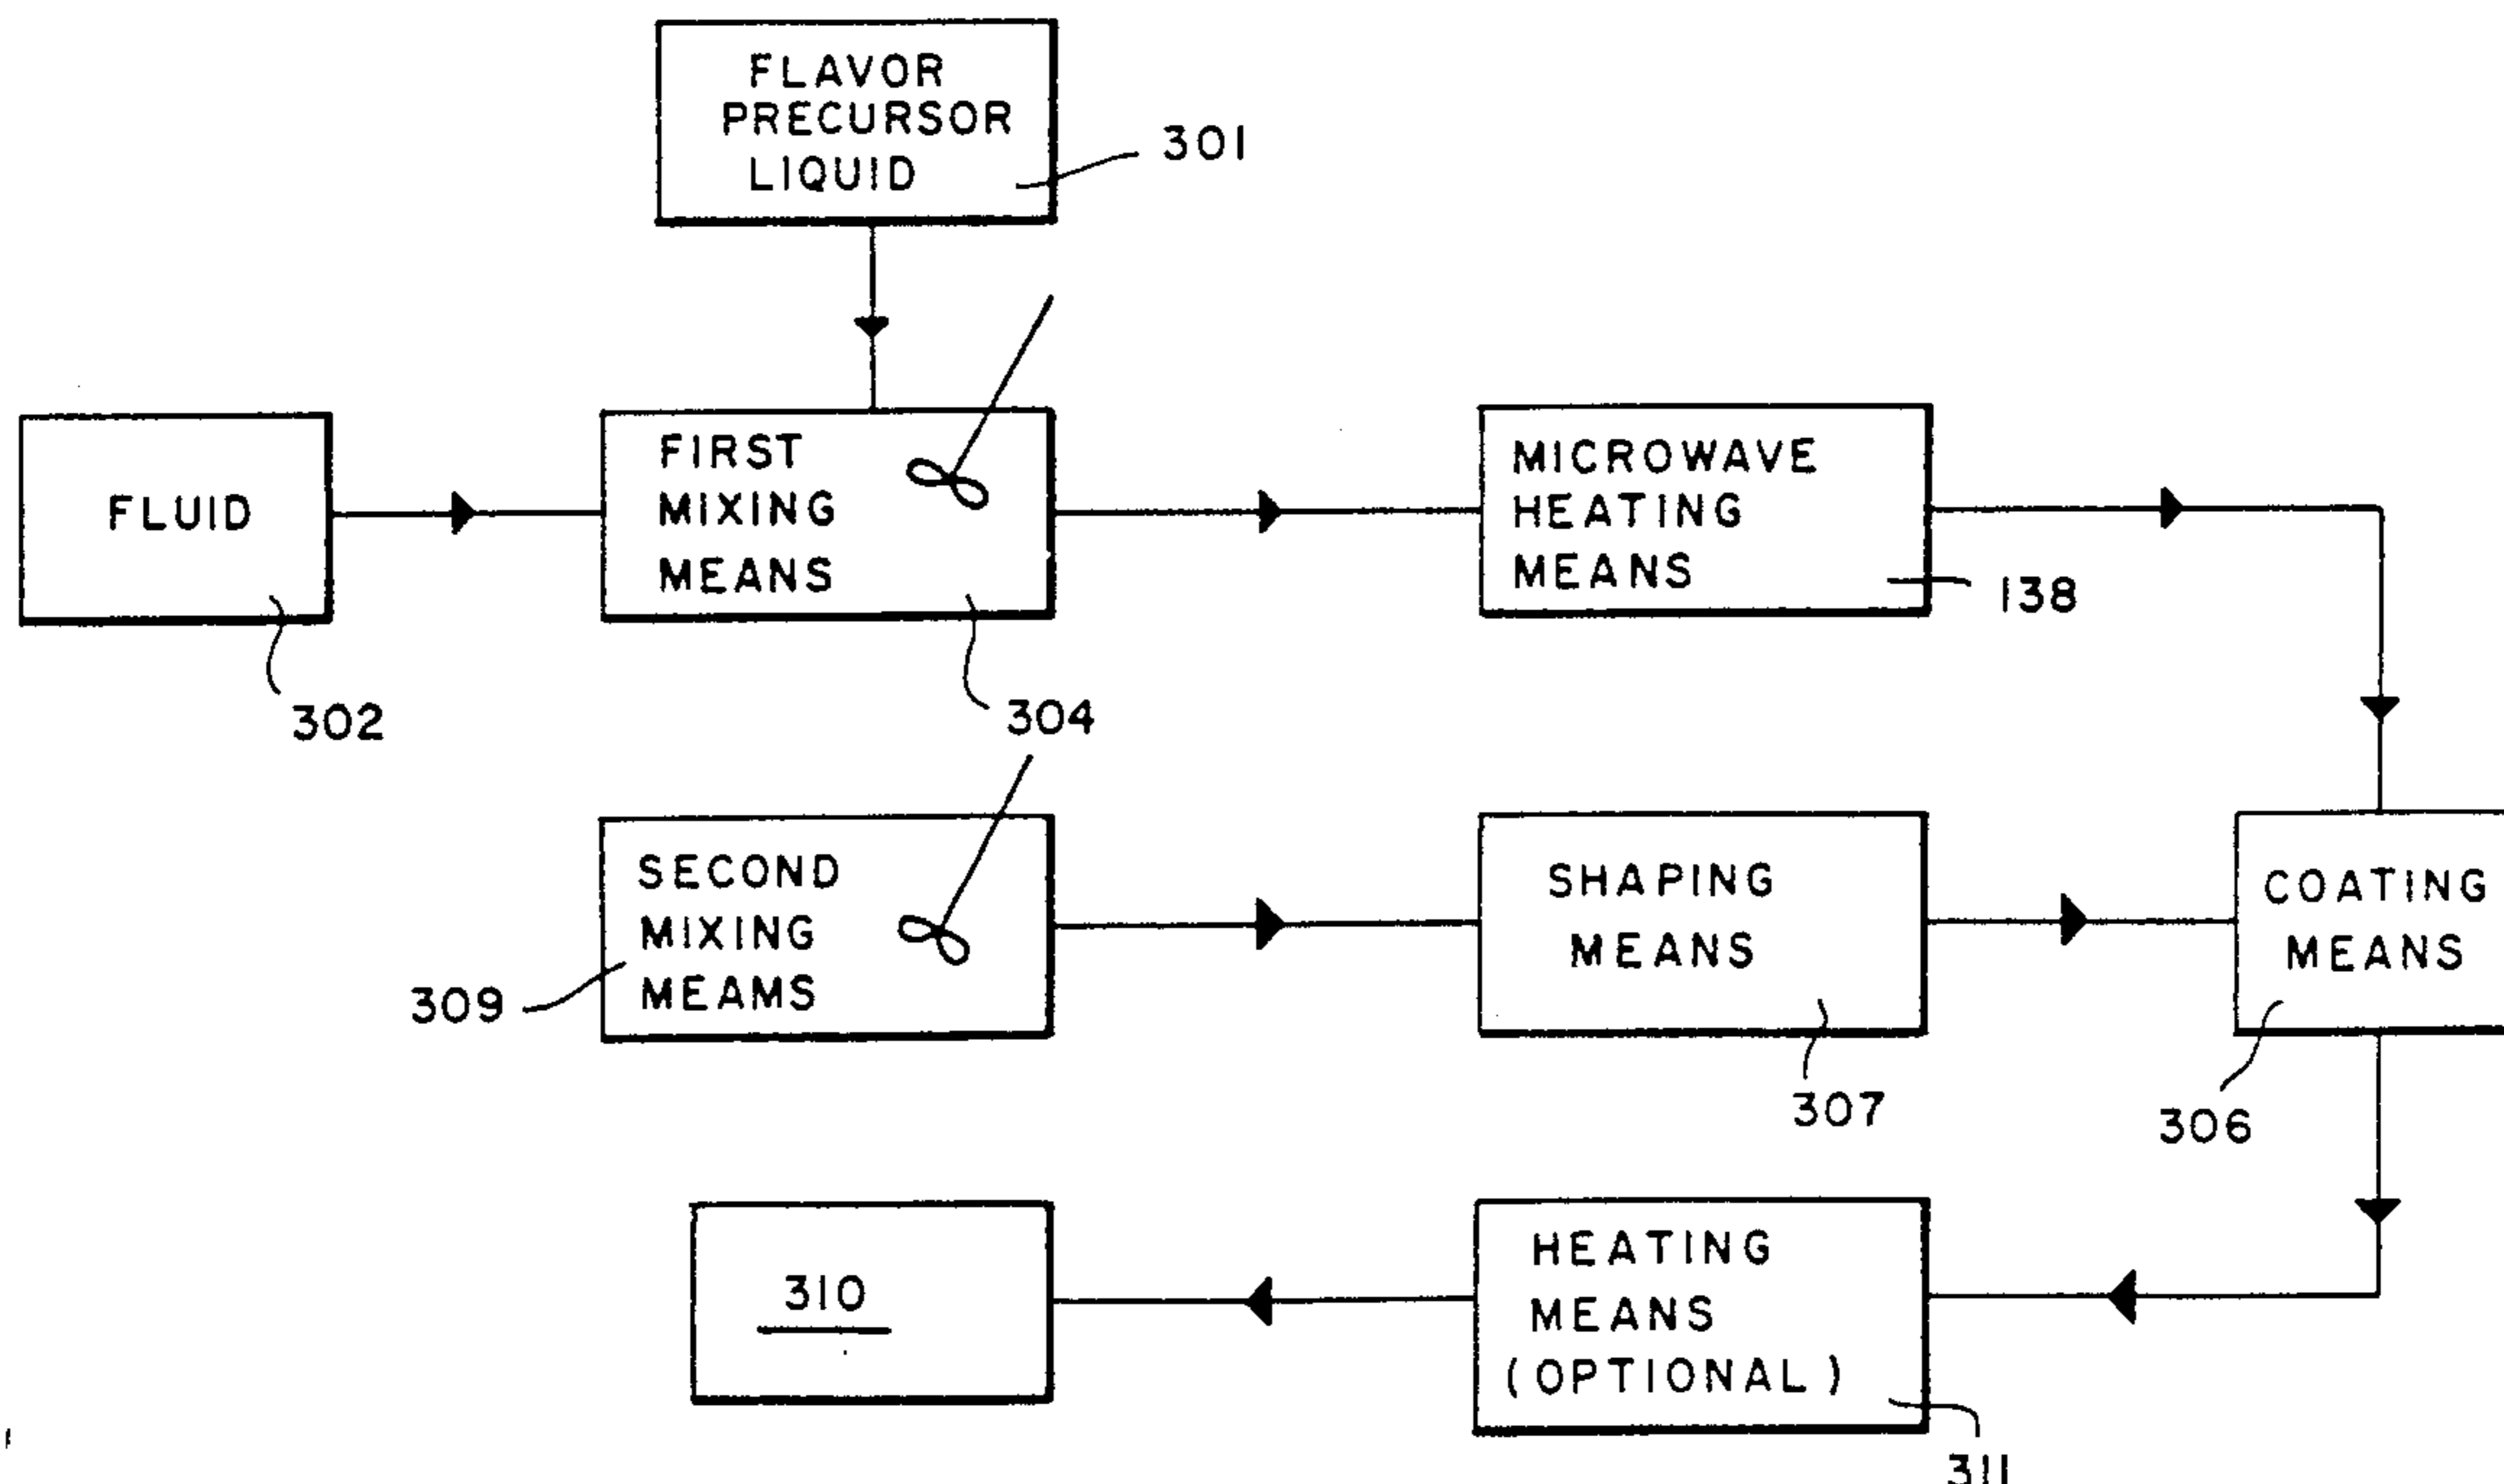 FLAVOR
PRECURSOR
LIQUID
301
FLUID
302
FIRST
MIXING
MEANS
304
MICROWAVE
HEATING
MEANS
138
SECOND
MIXING
MEAMS
309
SHAPING
MEANS
307
COATING
MEANS
306
310
HEATING
MEANS
(OPTIONAL)
311